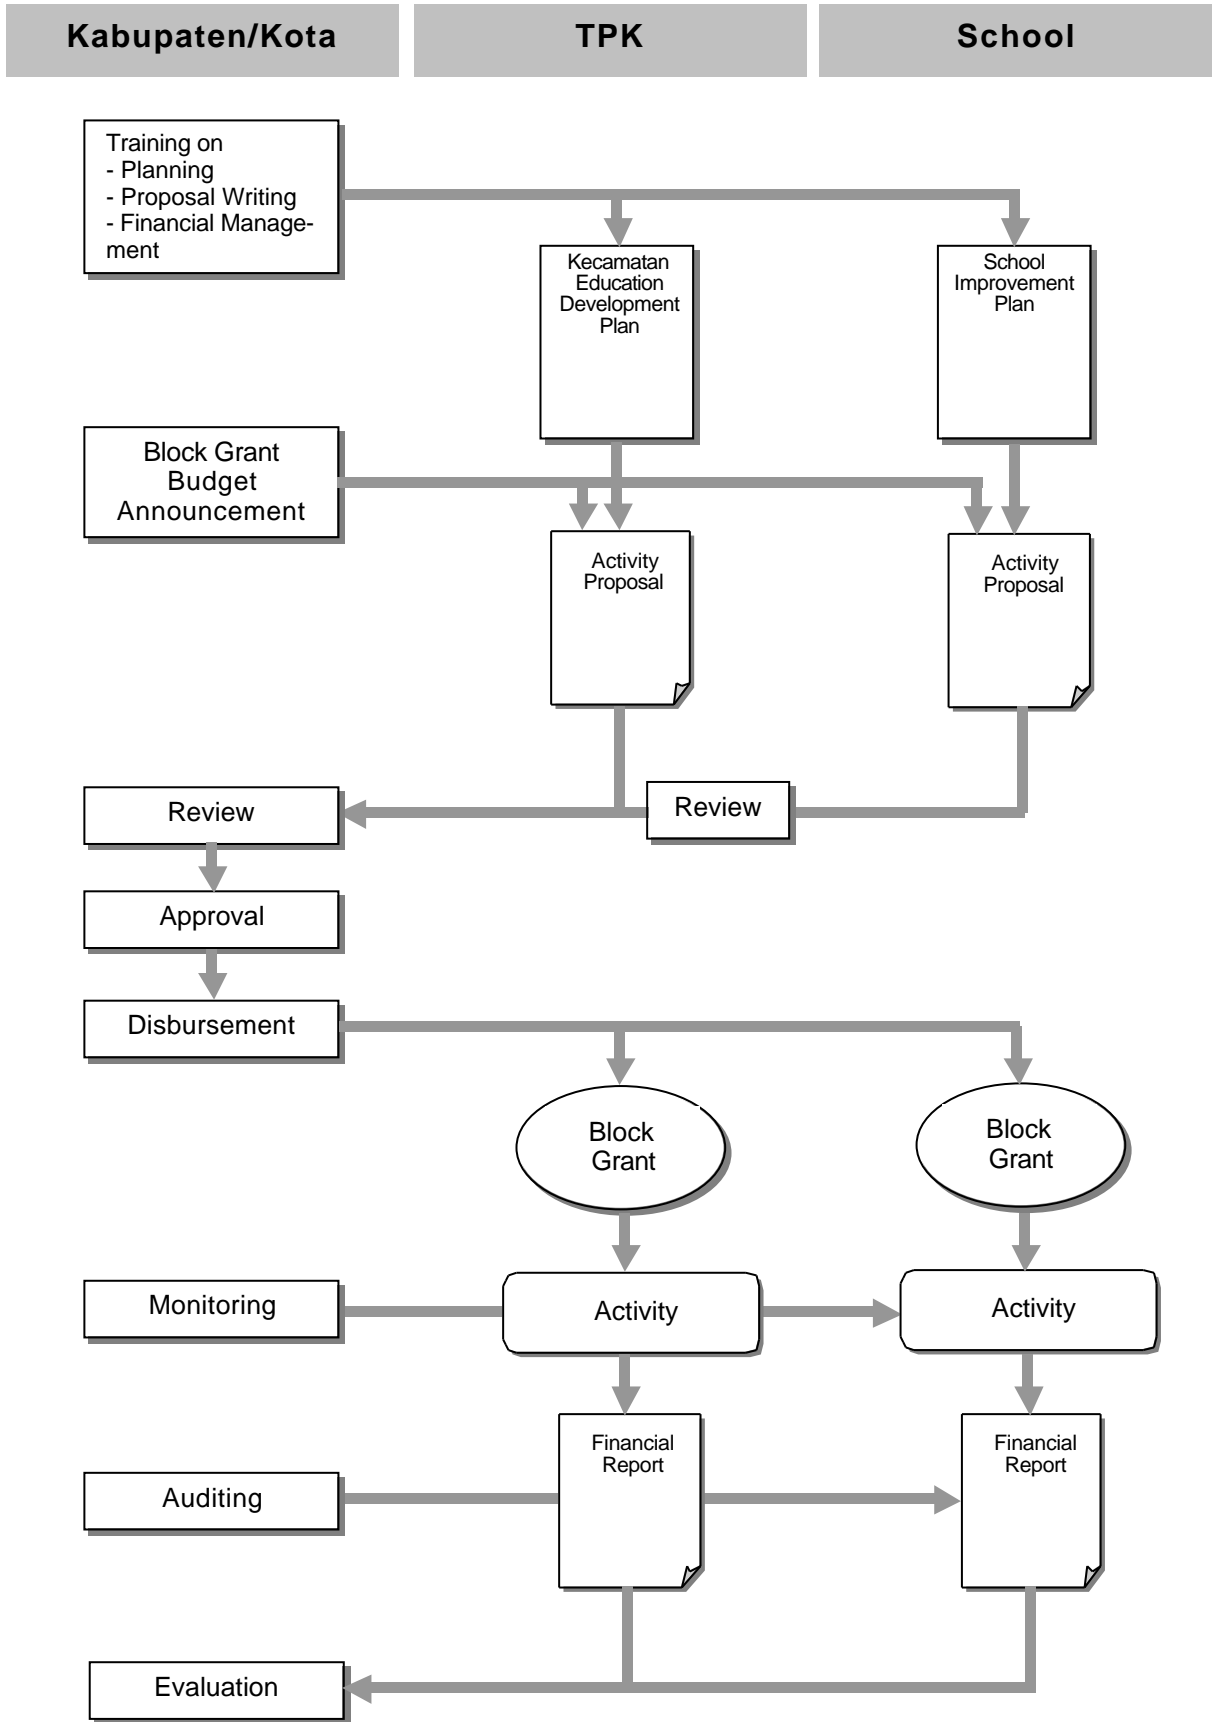 Kabupaten/Kota
TPK
School
Training on
- Planning
- Proposal Writing
- Financial Manage-
ment
Kecamatan
Education
Development
Plan
School
Improvement
Plan
Block Grant
Budget
Announcement
Activity
Proposal
Activity
Proposal
Review
Review
Approval
Disbursement
Block
Grant
Block
Grant
Monitoring
Activity
Activity
Financial
Report
Financial
Report
Auditing
Evaluation